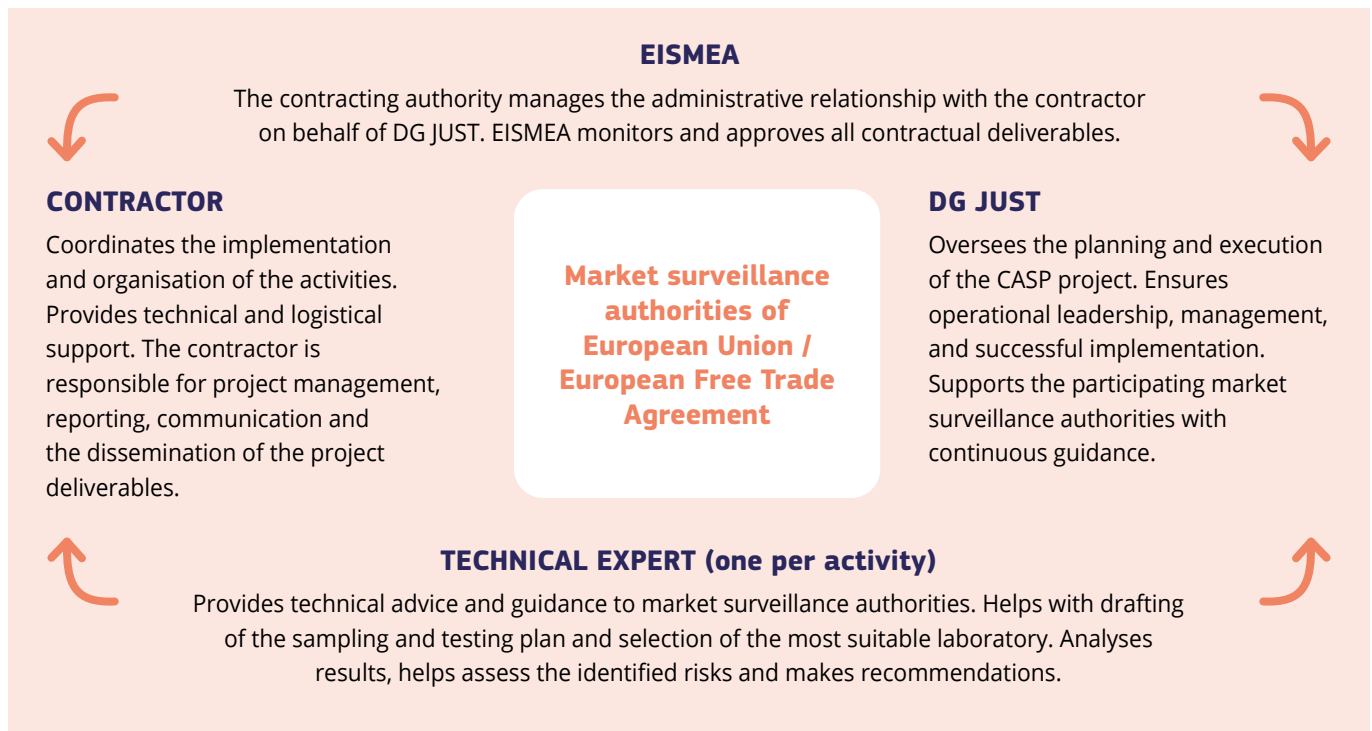 EISMEA
The contracting authority manages the administrative relationship with the contractor
on behalf of DG JUST. EISMEA monitors and approves all contractual deliverables.
CONTRACTOR
Coordinates the implementation
and organisation of the activities.
Provides technical and logistical
support. The contractor is
responsible for project management,
reporting, communication and
the dissemination of the project
deliverables.
Market surveillance
authorities of
European Union /
European Free Trade
Agreement
DG JUST
Oversees the planning and execution
of the CASP project. Ensures
operational leadership, management,
and successful implementation.
Supports the participating market
surveillance authorities with
continuous guidance.
TECHNICAL EXPERT (one per activity)
Provides technical advice and guidance to market surveillance authorities. Helps with drafting
of the sampling and testing plan and selection of the most suitable laboratory. Analyses
results, helps assess the identified risks and makes recommendations.